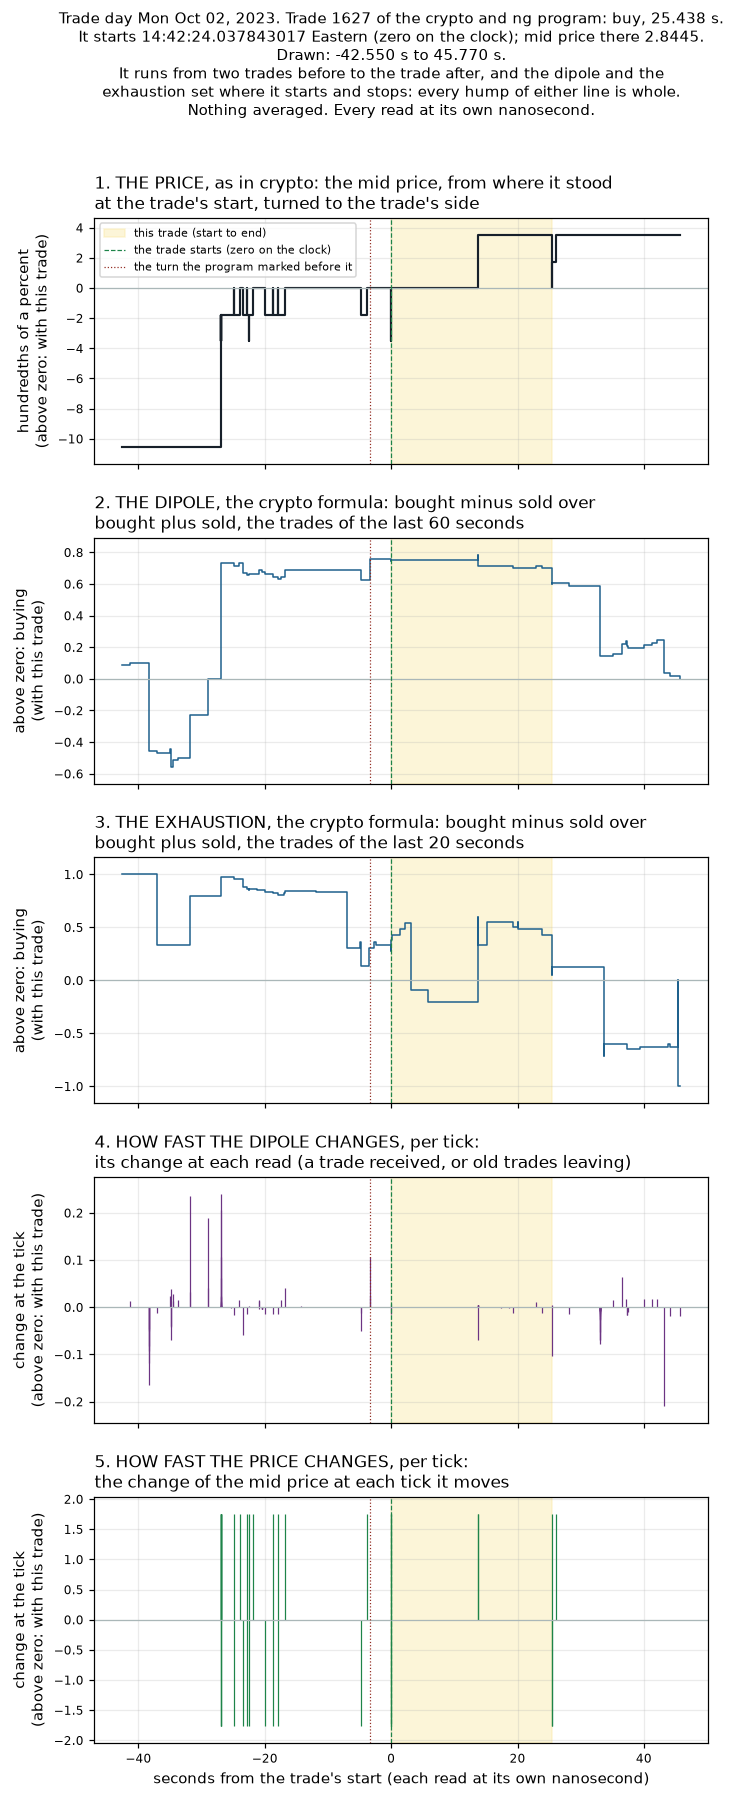 Trade day Mon Oct 02, 2023. Trade 1627 of the crypto and ng program: buy, 25.438 s.
It starts 14:42:24.037843017 Eastern (zero on the clock); mid price there 2.8445.
Drawn: -42.550 s to 45.770 s.
It runs from two trades before to the trade after, and the dipole and the
exhaustion set where it starts and stops: every hump of either line is whole.
Nothing averaged. Every read at its own nanosecond.
1. THE PRICE, as in crypto: the mid price, from where it stood
at the trade's start, turned to the trade's side
this trade (start to end)
the trade starts (zero on the clock)
the turn the program marked before it
4
2
0
−2
−4
−6
−8
−10
hundredths of a percent
(above zero: with this trade)
2. THE DIPOLE, the crypto formula: bought minus sold over
bought plus sold, the trades of the last 60 seconds
0.8
0.6
0.4
0.2
0.0
−0.2
−0.4
−0.6
above zero: buying
(with this trade)
3. THE EXHAUSTION, the crypto formula: bought minus sold over
bought plus sold, the trades of the last 20 seconds
1.0
0.5
0.0
−0.5
−1.0
above zero: buying
(with this trade)
4. HOW FAST THE DIPOLE CHANGES, per tick:
its change at each read (a trade received, or old trades leaving)
0.2
0.1
0.0
−0.1
−0.2
change at the tick
(above zero: with this trade)
5. HOW FAST THE PRICE CHANGES, per tick:
the change of the mid price at each tick it moves
2.0
1.5
1.0
0.5
0.0
−0.5
−1.0
−1.5
−2.0
change at the tick
(above zero: with this trade)
−40
−20
0
20
40
seconds from the trade's start (each read at its own nanosecond)